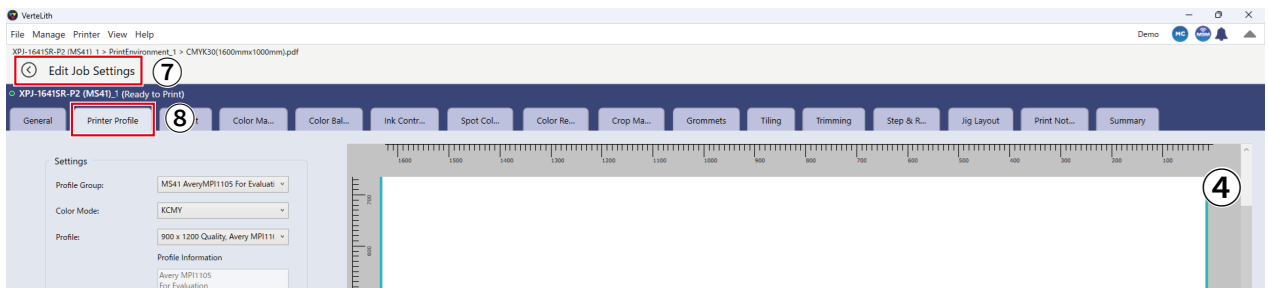 VerteLith
File Manage Printer View Help
Demo MC MSM
XPJ-1641SR-P2 (MS41)_1 > PrintEnvironment_1 > CMYK30(1600mmx1000mm).pdf
Edit Job Settings ⑦
XPJ-1641SR-P2 (MS41)_1 (Ready to Print)
General Printer Profile ⑧ t Color Ma... Color Bal... Ink Contr... Spot Col... Color Re... Crop Ma... Grommets Tiling Trimming Step & R... Jig Layout Print Not... Summary
Settings
1600 1500 1400 1300 1200 1100 1000 900 800 700 600 500 400 300 200 100
Profile Group: MS41 AveryMPI1105 For Evaluati
④
700
Color Mode: KCMY
Profile: 900 x 1200 Quality, Avery MPI11
600
Profile Information
Avery MPI1105
For Evaluation